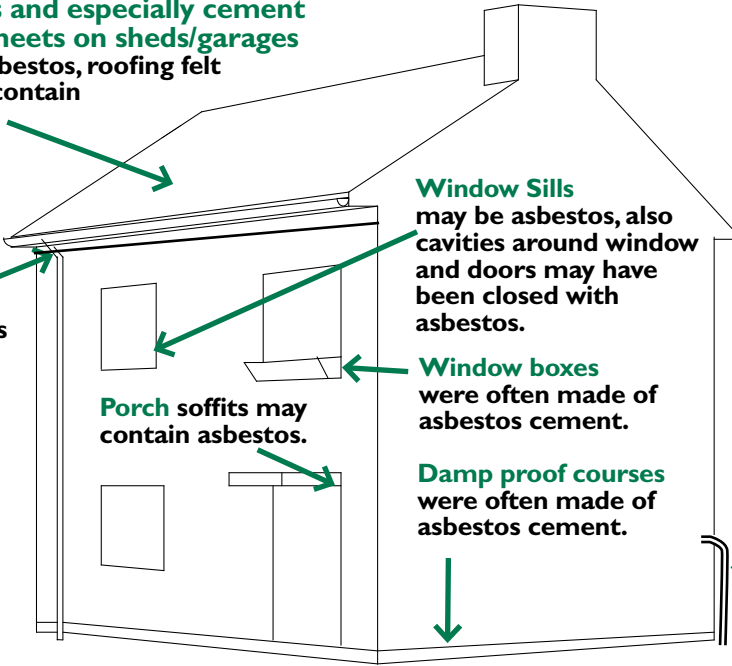 and especially cement
on sheds/garages
roofing felt
contain
Window Sills
may be asbestos, also
cavities around window
and doors may have
been closed with
asbestos.
Window boxes
were often made of
asbestos cement.
Porch soffits may
contain asbestos.
Damp proof courses
were often made of
asbestos cement.